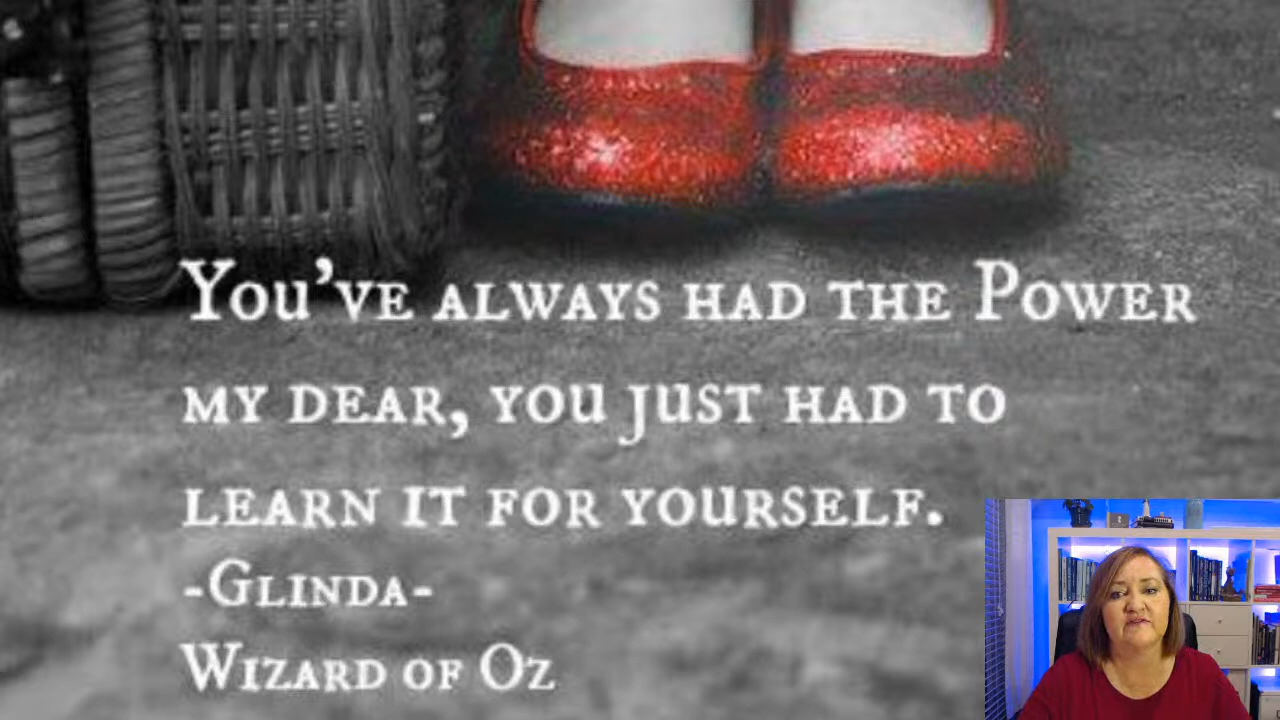 You've always had the Power
my dear, you just had to
learn it for yourself.
-Glinda-
Wizard of Oz